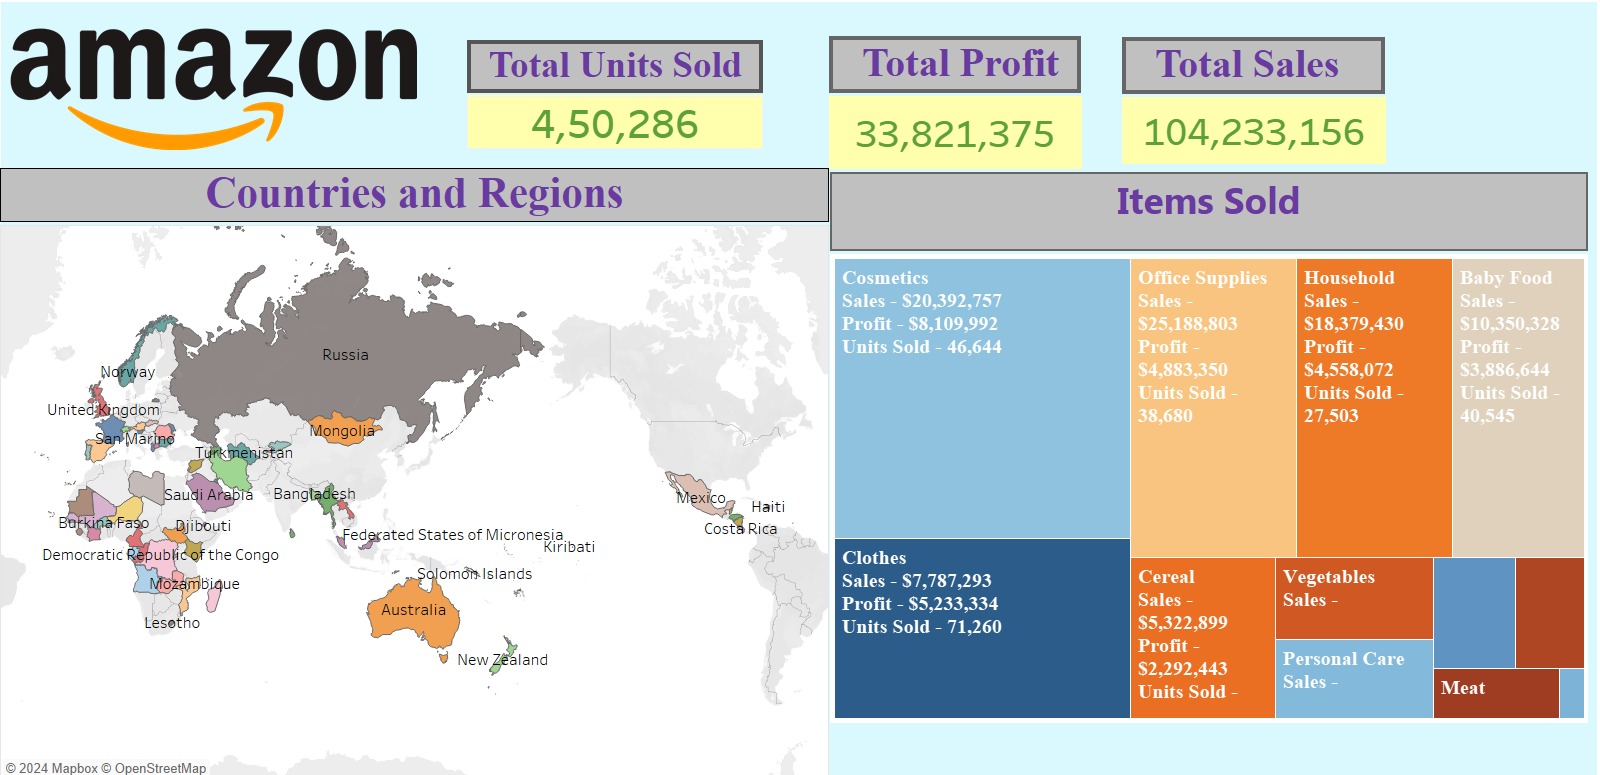 amazon
Total Units Sold
4,50,286
Total Profit
33,821,375
Total Sales
104,233,156
Countries and Regions
Russia
Norway
United Kingdom
San Marino
Mongolia
Turkmenistan
Saudi Arabia
Bangladesh
Burkina Faso
Djibouti
Federated States of Micronesia
Kiribati
Democratic Republic of the Congo
Solomon Islands
Mozambique
Australia
Lesotho
New Zealand
Mexico
Haiti
Costa Rica
© 2024 Mapbox © OpenStreetMap
Items Sold
Cosmetics
Sales - $20,392,757
Profit - $8,109,992
Units Sold - 46,644
Office Supplies
Sales -
$25,188,803
Profit -
$4,883,350
Units Sold -
38,680
Household
Sales -
$18,379,430
Profit -
$4,558,072
Units Sold -
27,503
Baby Food
Sales -
$10,350,328
Profit -
$3,886,644
Units Sold -
40,545
Clothes
Sales - $7,787,293
Profit - $5,233,334
Units Sold - 71,260
Cereal
Sales -
$5,322,899
Profit -
$2,292,443
Units Sold -
Vegetables
Sales -
Personal Care
Sales -
Meat